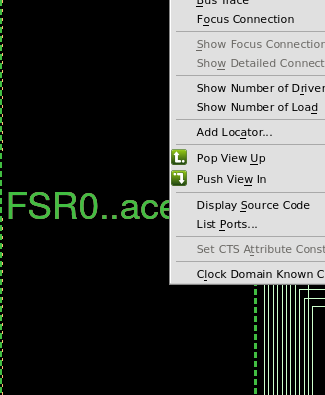 Bus Trace
Focus Connection
Show Focus Connection
Show Detailed Connect
Show Number of Driver
Show Number of Load
Add Locator...
Pop View Up
Push View In
FSR0..ace
Display Source Code
List Ports...
Set CTS Attribute Const
Clock Domain Known C